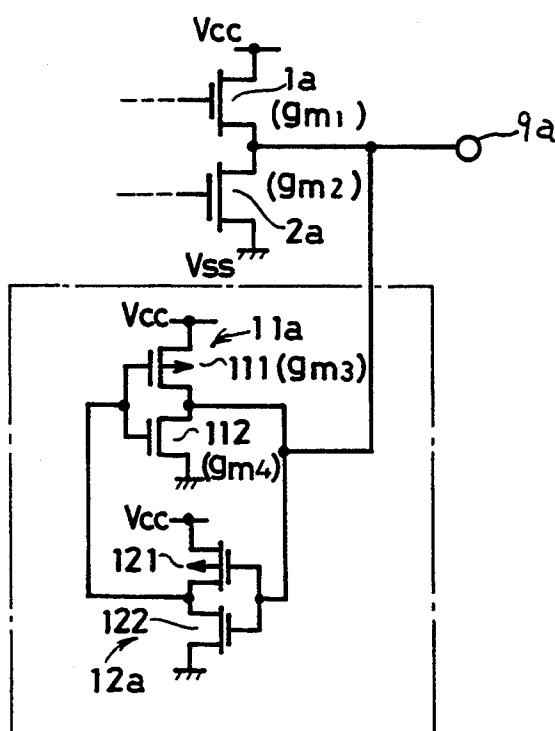 Vcc
1a
(gm1)
9a
(gm2)
2a
Vss
Vcc
11a
111 (gm3)
112
(gm4)
Vcc
121
122
12a